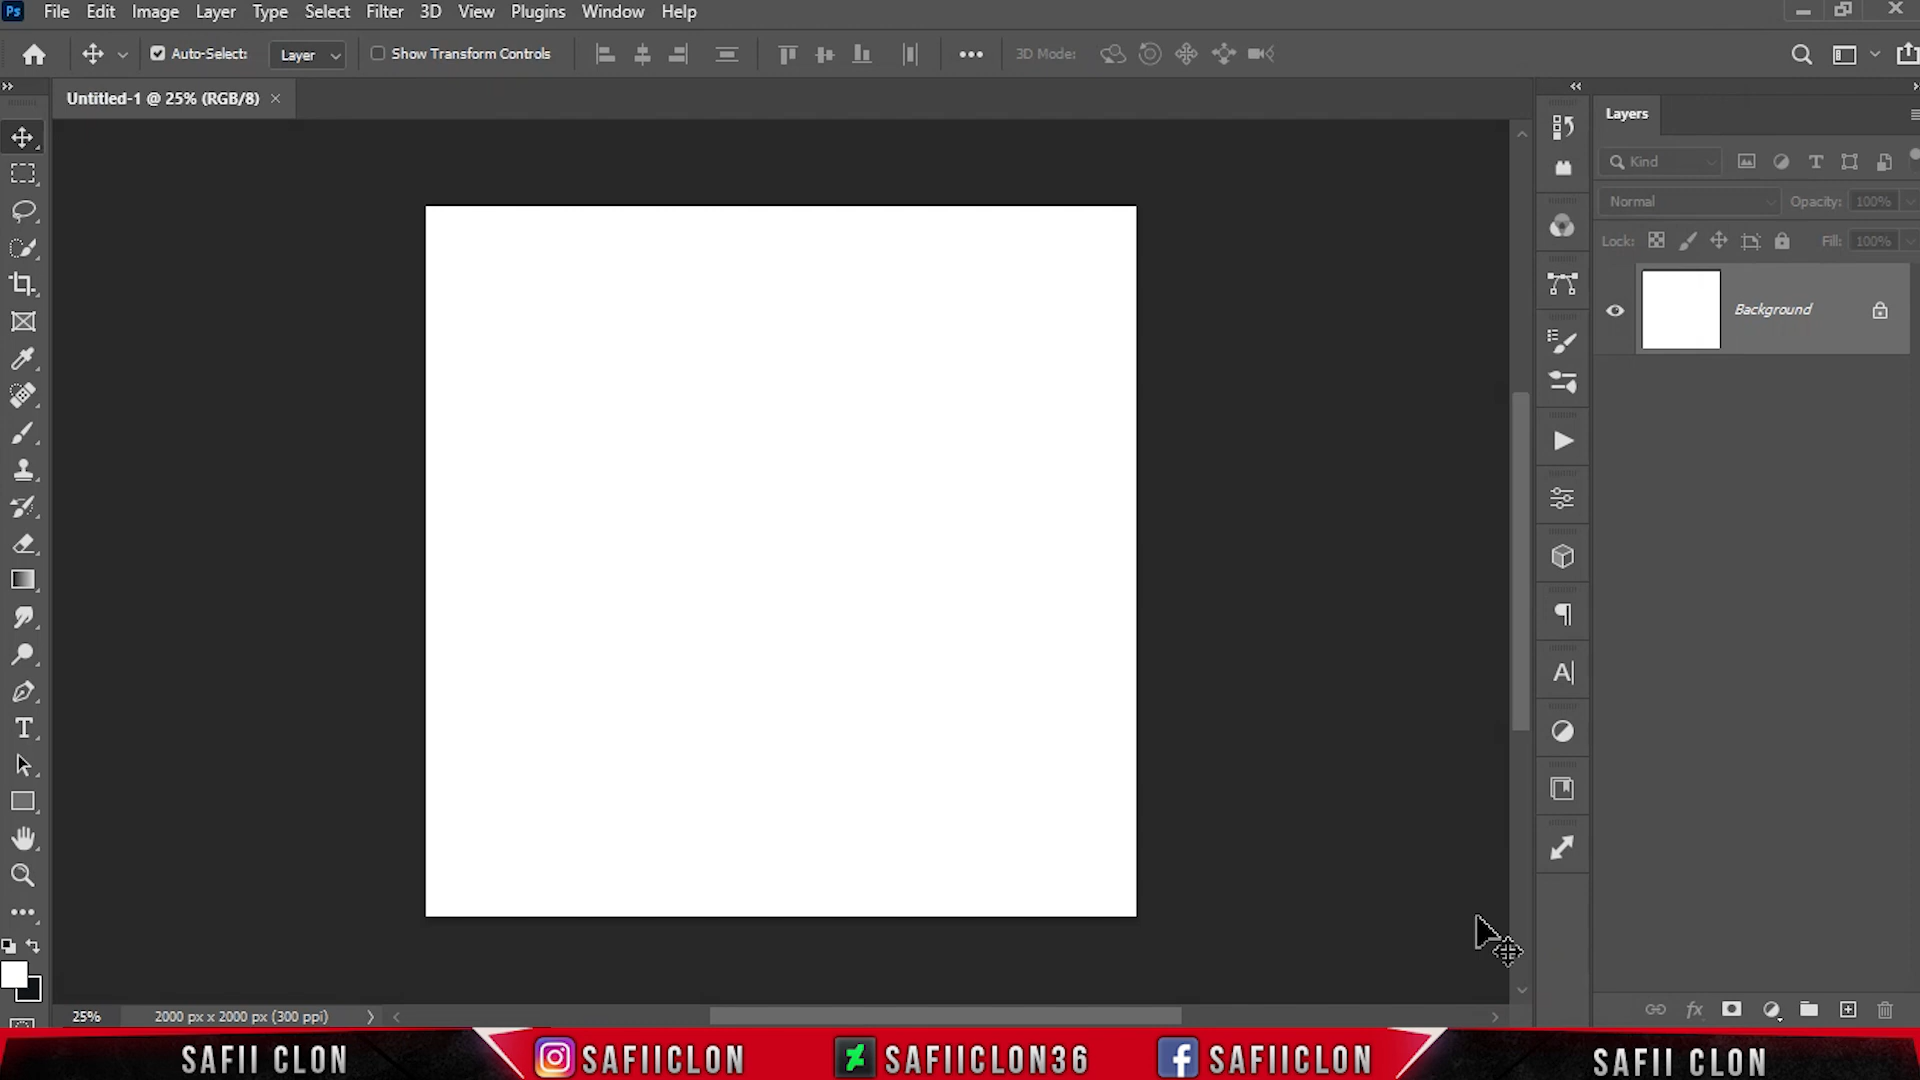 Ps File Edit Image Layer Type Select Filter 3D View Plugins Window Help
Auto-Select: Layer Show Transform Controls 3D Mode:
Untitled-1 @ 25% (RGB/8)
Layers
Kind
Normal Opacity: 100%
Lock: Fill: 100%
Background
25% 2000 px x 2000 px (300 ppi)
SAFII CLON SAFIICLON SAFIICLON36 SAFIICLON SAFII CLON